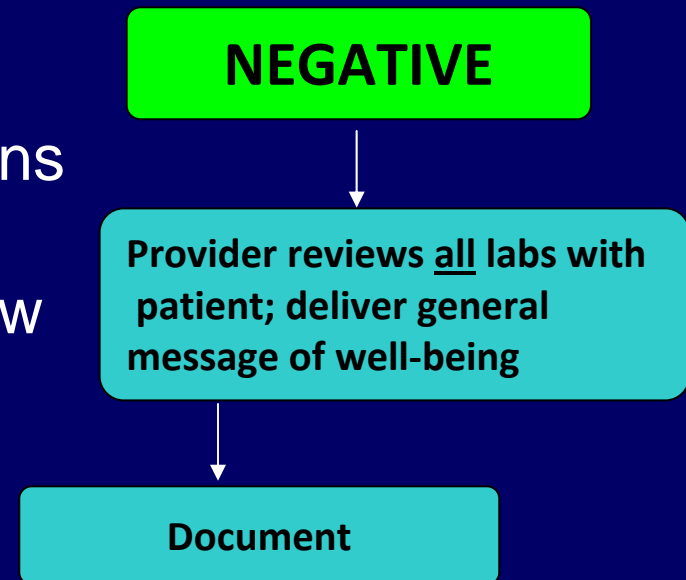 NEGATIVE
ns
Provider reviews all labs with
patient; deliver general
w
message of well-being
Document